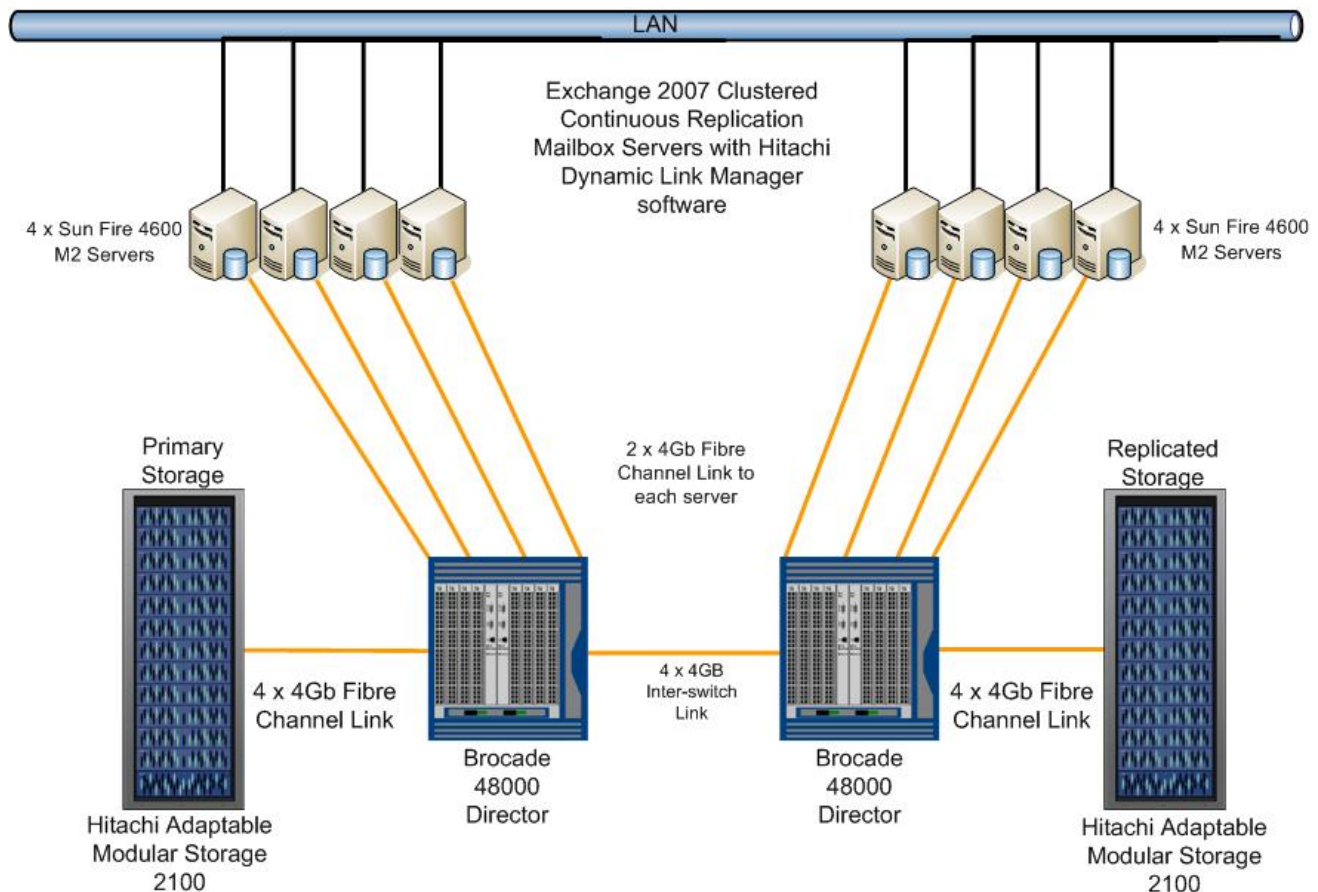 LAN
Exchange 2007 Clustered
Continuous Replication
Mailbox Servers with Hitachi
Dynamic Link Manager
software
4 x Sun Fire 4600
M2 Servers
4 x Sun Fire 4600
M2 Servers
Primary
Storage
2 x 4Gb Fibre
Channel Link to
each server
Replicated
Storage
4 x 4Gb Fibre
Channel Link
4 x 4GB
Inter-switch
Link
4 x 4Gb Fibre
Channel Link
Brocade
48000
Director
Brocade
48000
Director
Hitachi Adaptable
Modular Storage
2100
Hitachi Adaptable
Modular Storage
2100